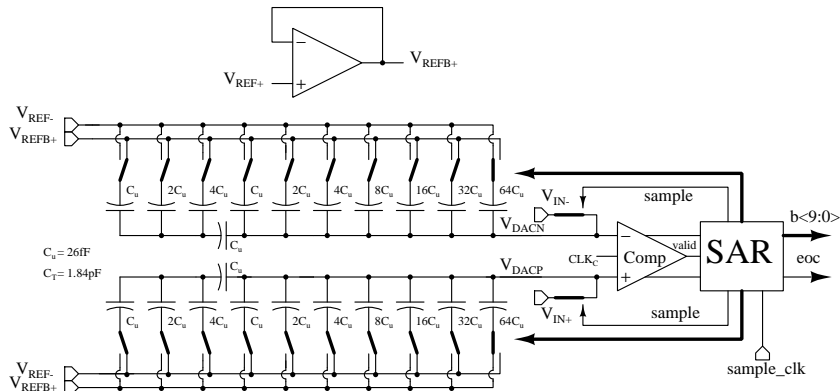 V_REF+
V_REFB+
V_REF-
V_REFB+
C_u 2C_u 4C_u C_u 2C_u 4C_u 8C_u 16C_u 32C_u 64C_u
V_IN-
sample
b<9:0>
V_DACN
C_u
C_u = 26fF
CLK_C
Comp
valid
SAR
eoc
C_T = 1.84pF
C_u
V_DACP
C_u 2C_u 4C_u C_u 2C_u 4C_u 8C_u 16C_u 32C_u 64C_u
V_IN+
sample
V_REF-
V_REFB+
sample_clk